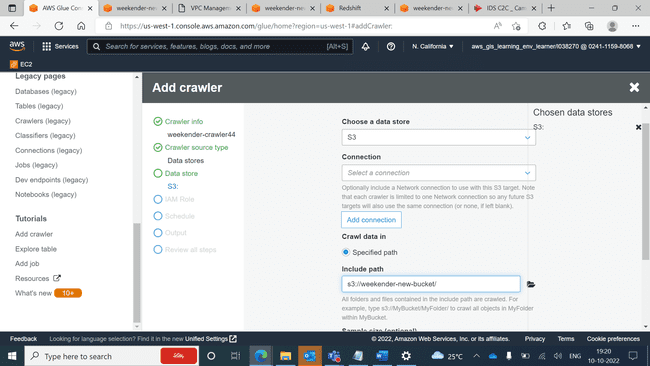 AWS Glue Con
weekender-ne
VPC Managem
weekender-ne
Redshift
weekender-ne
IDS C2C _ Cam
https://us-west-1.console.aws.amazon.com/glue/home?region=us-west-1#addCrawler:
aws
Services
Search for services, features, blogs, docs, and more
[Alt+S]
N. California
aws_gis_learning_env_learner/l038270 @ 0241-1159-8068
EC2
Legacy pages
Databases (legacy)
Tables (legacy)
Crawlers (legacy)
Classifiers (legacy)
Connections (legacy)
Jobs (legacy)
Dev endpoints (legacy)
Notebooks (legacy)
Tutorials
Add crawler
Explore table
Add job
Resources
What's new 10+
Add crawler
Crawler info
weekender-crawler44
Crawler source type
Data stores
Data store
S3:
IAM Role
Schedule
Output
Review all steps
Choose a data store
S3
Connection
Select a connection
Optionally include a Network connection to use with this S3 target. Note
that each crawler is limited to one Network connection so any future S3
targets will also use the same connection (or none, if left blank).
Add connection
Crawl data in
Specified path
Include path
s3://weekender-new-bucket/
All folders and files contained in the include path are crawled. For
example, type s3://MyBucket/MyFolder/ to crawl all objects in MyFolder
within MyBucket.
Sample size (optional)
Chosen data stores
S3:
Feedback
Looking for language selection? Find it in the new Unified Settings
© 2022, Amazon Web Services, Inc. or its affiliates.
Privacy
Terms
Cookie preferences
Type here to search
25°C
ENG
19:20
10-10-2022